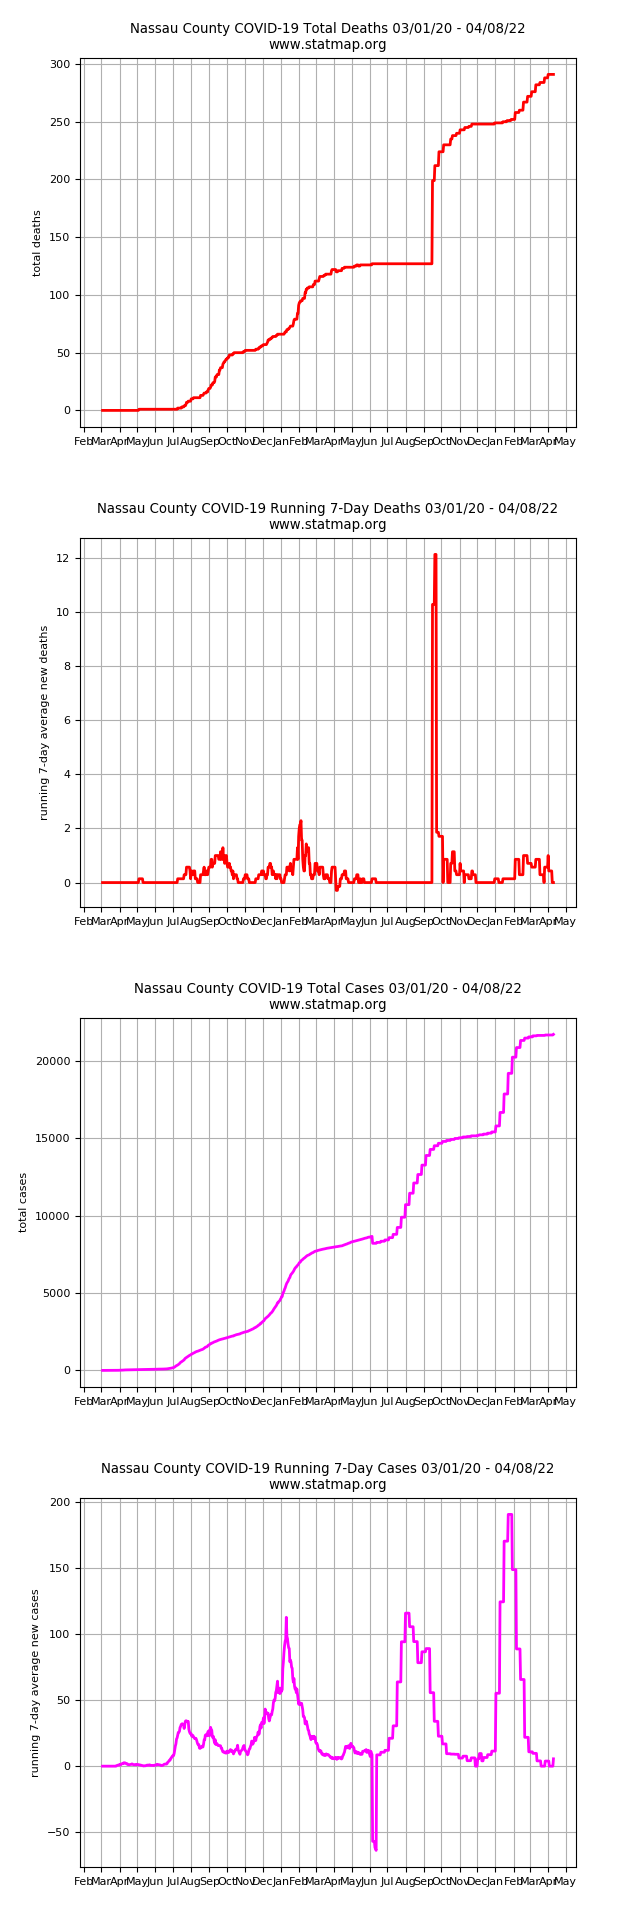 Nassau County COVID-19 Total Deaths 03/01/20 - 04/08/22
www.statmap.org
300
250
200
150
100
50
0
total deaths
Feb Mar Apr May Jun Jul Aug Sep Oct Nov Dec Jan Feb Mar Apr May Jun Jul Aug Sep Oct Nov Dec Jan Feb Mar Apr May
Nassau County COVID-19 Running 7-Day Deaths 03/01/20 - 04/08/22
www.statmap.org
12
10
8
6
4
2
0
running 7-day average new deaths
Feb Mar Apr May Jun Jul Aug Sep Oct Nov Dec Jan Feb Mar Apr May Jun Jul Aug Sep Oct Nov Dec Jan Feb Mar Apr May
Nassau County COVID-19 Total Cases 03/01/20 - 04/08/22
www.statmap.org
20000
15000
10000
5000
0
total cases
Feb Mar Apr May Jun Jul Aug Sep Oct Nov Dec Jan Feb Mar Apr May Jun Jul Aug Sep Oct Nov Dec Jan Feb Mar Apr May
Nassau County COVID-19 Running 7-Day Cases 03/01/20 - 04/08/22
www.statmap.org
200
150
100
50
0
−50
running 7-day average new cases
Feb Mar Apr May Jun Jul Aug Sep Oct Nov Dec Jan Feb Mar Apr May Jun Jul Aug Sep Oct Nov Dec Jan Feb Mar Apr May